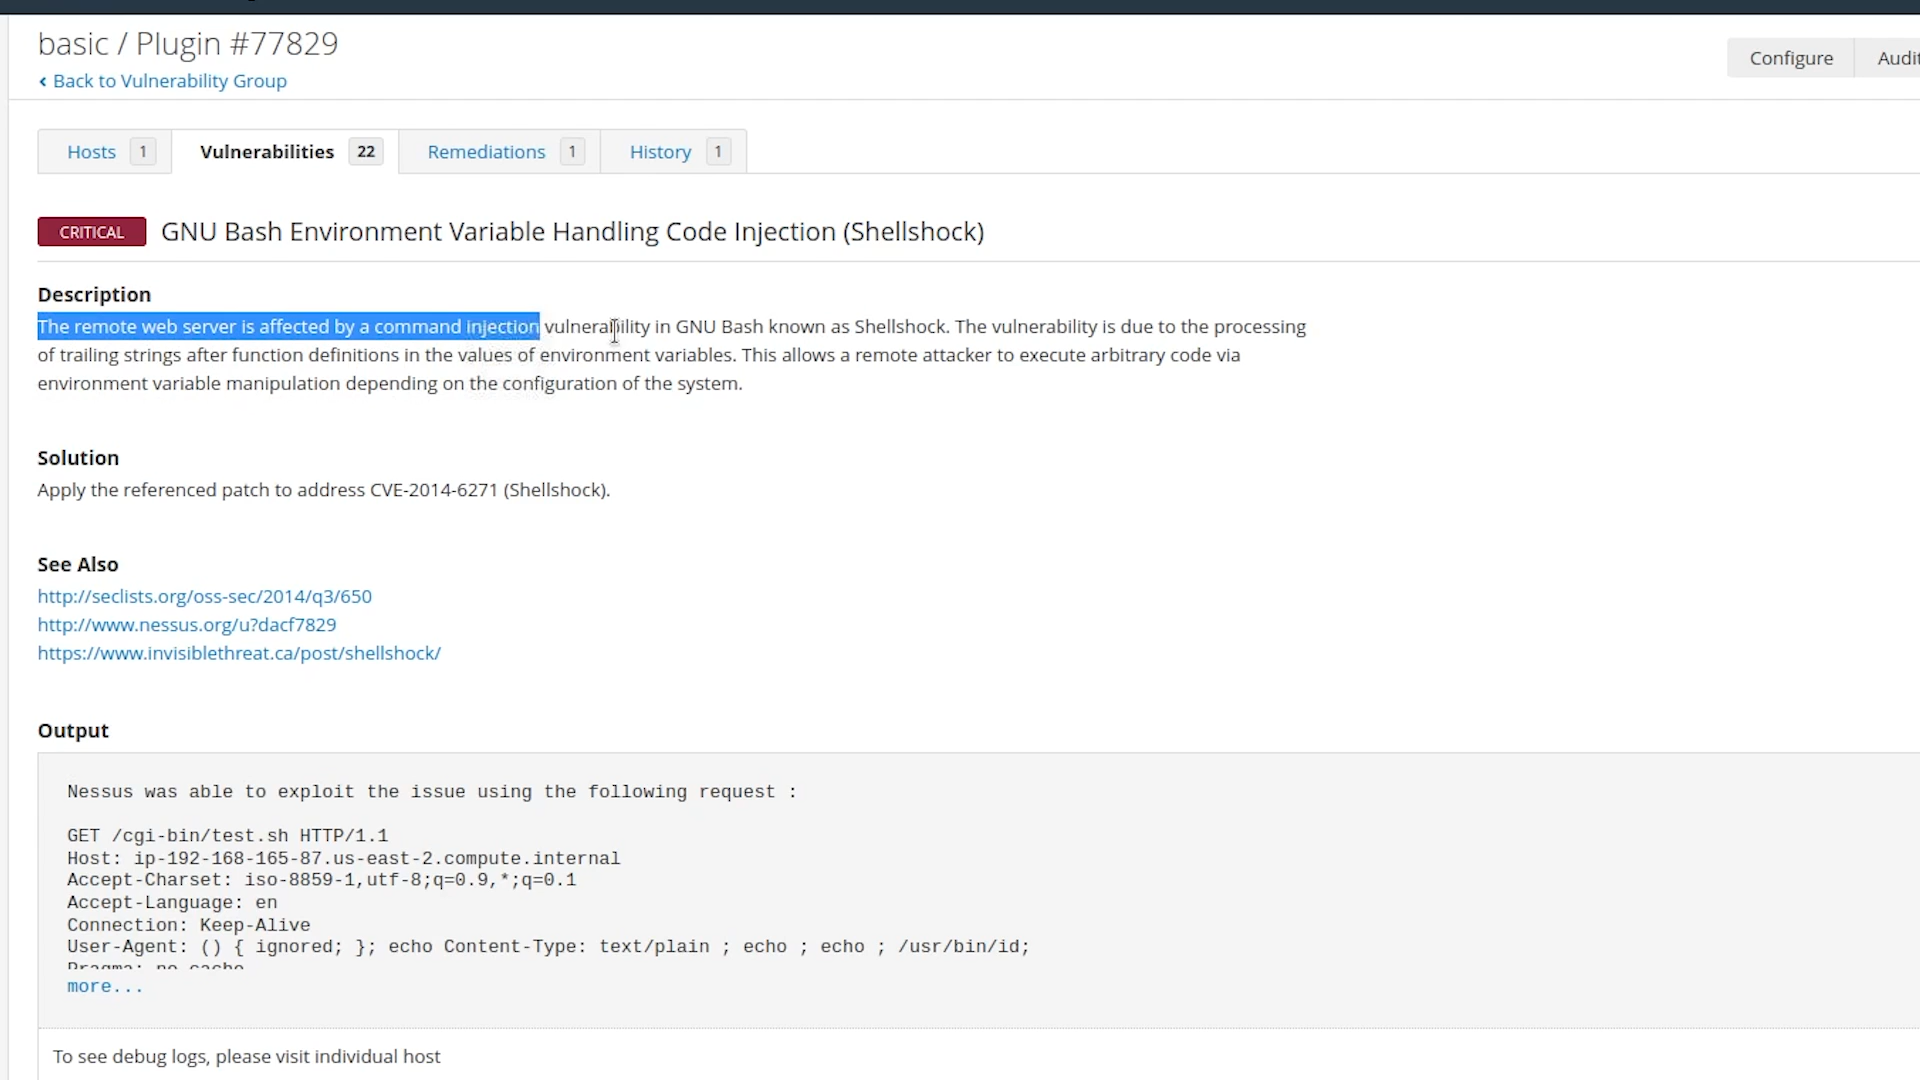 basic / Plugin #77829
Configure
Audit
‹ Back to Vulnerability Group
Hosts 1
Vulnerabilities 22
Remediations 1
History 1
CRITICAL
GNU Bash Environment Variable Handling Code Injection (Shellshock)
Description
The remote web server is affected by a command injection vulnerability in GNU Bash known as Shellshock. The vulnerability is due to the processing
of trailing strings after function definitions in the values of environment variables. This allows a remote attacker to execute arbitrary code via
environment variable manipulation depending on the configuration of the system.
Solution
Apply the referenced patch to address CVE-2014-6271 (Shellshock).
See Also
http://seclists.org/oss-sec/2014/q3/650
http://www.nessus.org/u?dacf7829
https://www.invisiblethreat.ca/post/shellshock/
Output
Nessus was able to exploit the issue using the following request :
GET /cgi-bin/test.sh HTTP/1.1
Host: ip-192-168-165-87.us-east-2.compute.internal
Accept-Charset: iso-8859-1,utf-8;q=0.9,*;q=0.1
Accept-Language: en
Connection: Keep-Alive
User-Agent: () { ignored; }; echo Content-Type: text/plain ; echo ; echo ; /usr/bin/id;
Pragma: no-cache
more...
To see debug logs, please visit individual host